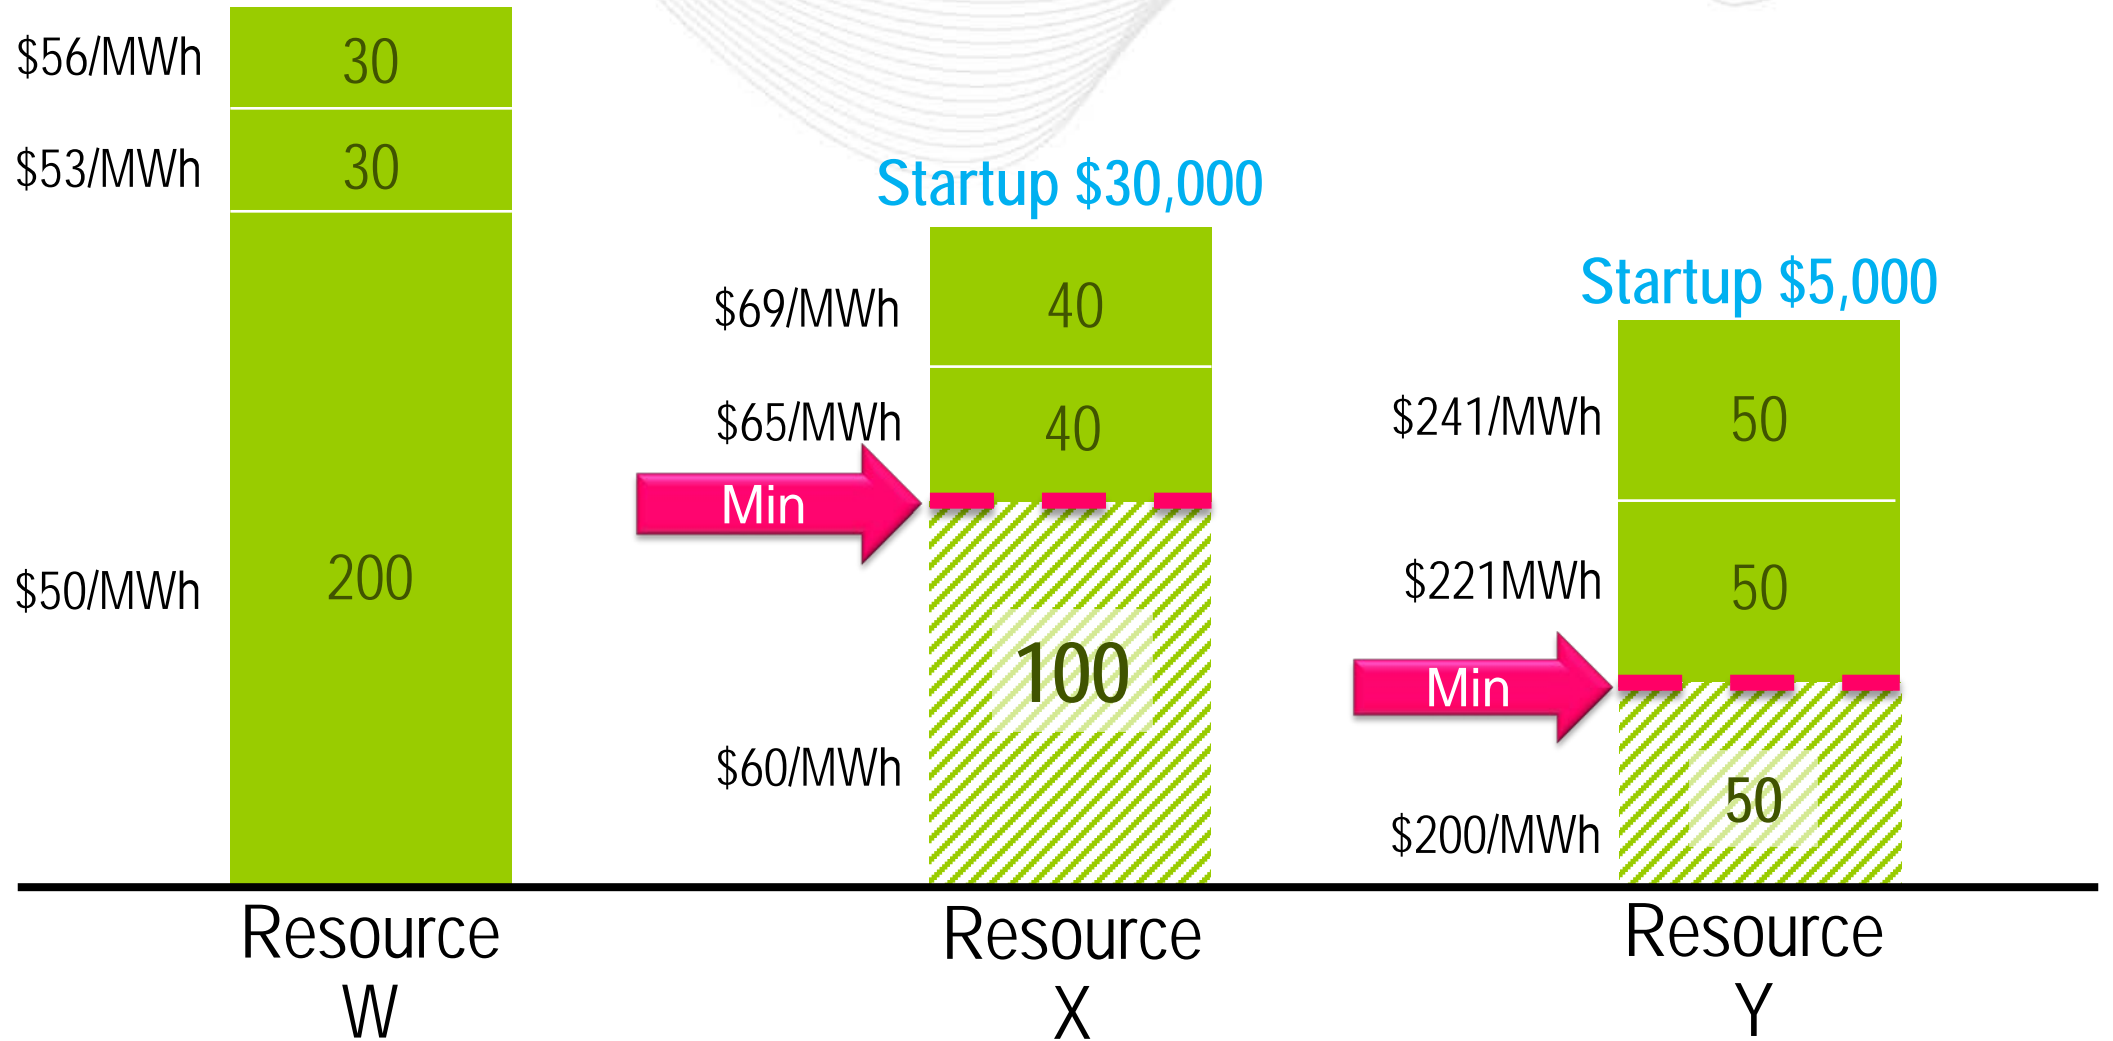 $56/MWh
30
$53/MWh
30
$50/MWh
200
Resource
W
Startup $30,000
$69/MWh
40
$65/MWh
40
Min
100
$60/MWh
Resource
X
Startup $5,000
$241/MWh
50
$221MWh
50
Min
50
$200/MWh
Resource
Y